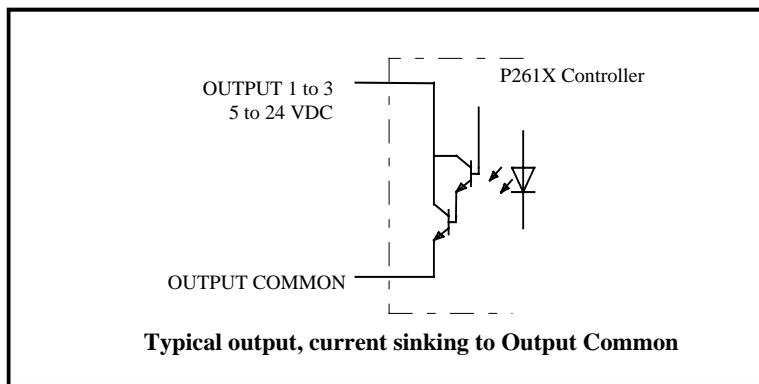 P261X Controller
OUTPUT 1 to 3
5 to 24 VDC
OUTPUT COMMON
Typical output, current sinking to Output Common